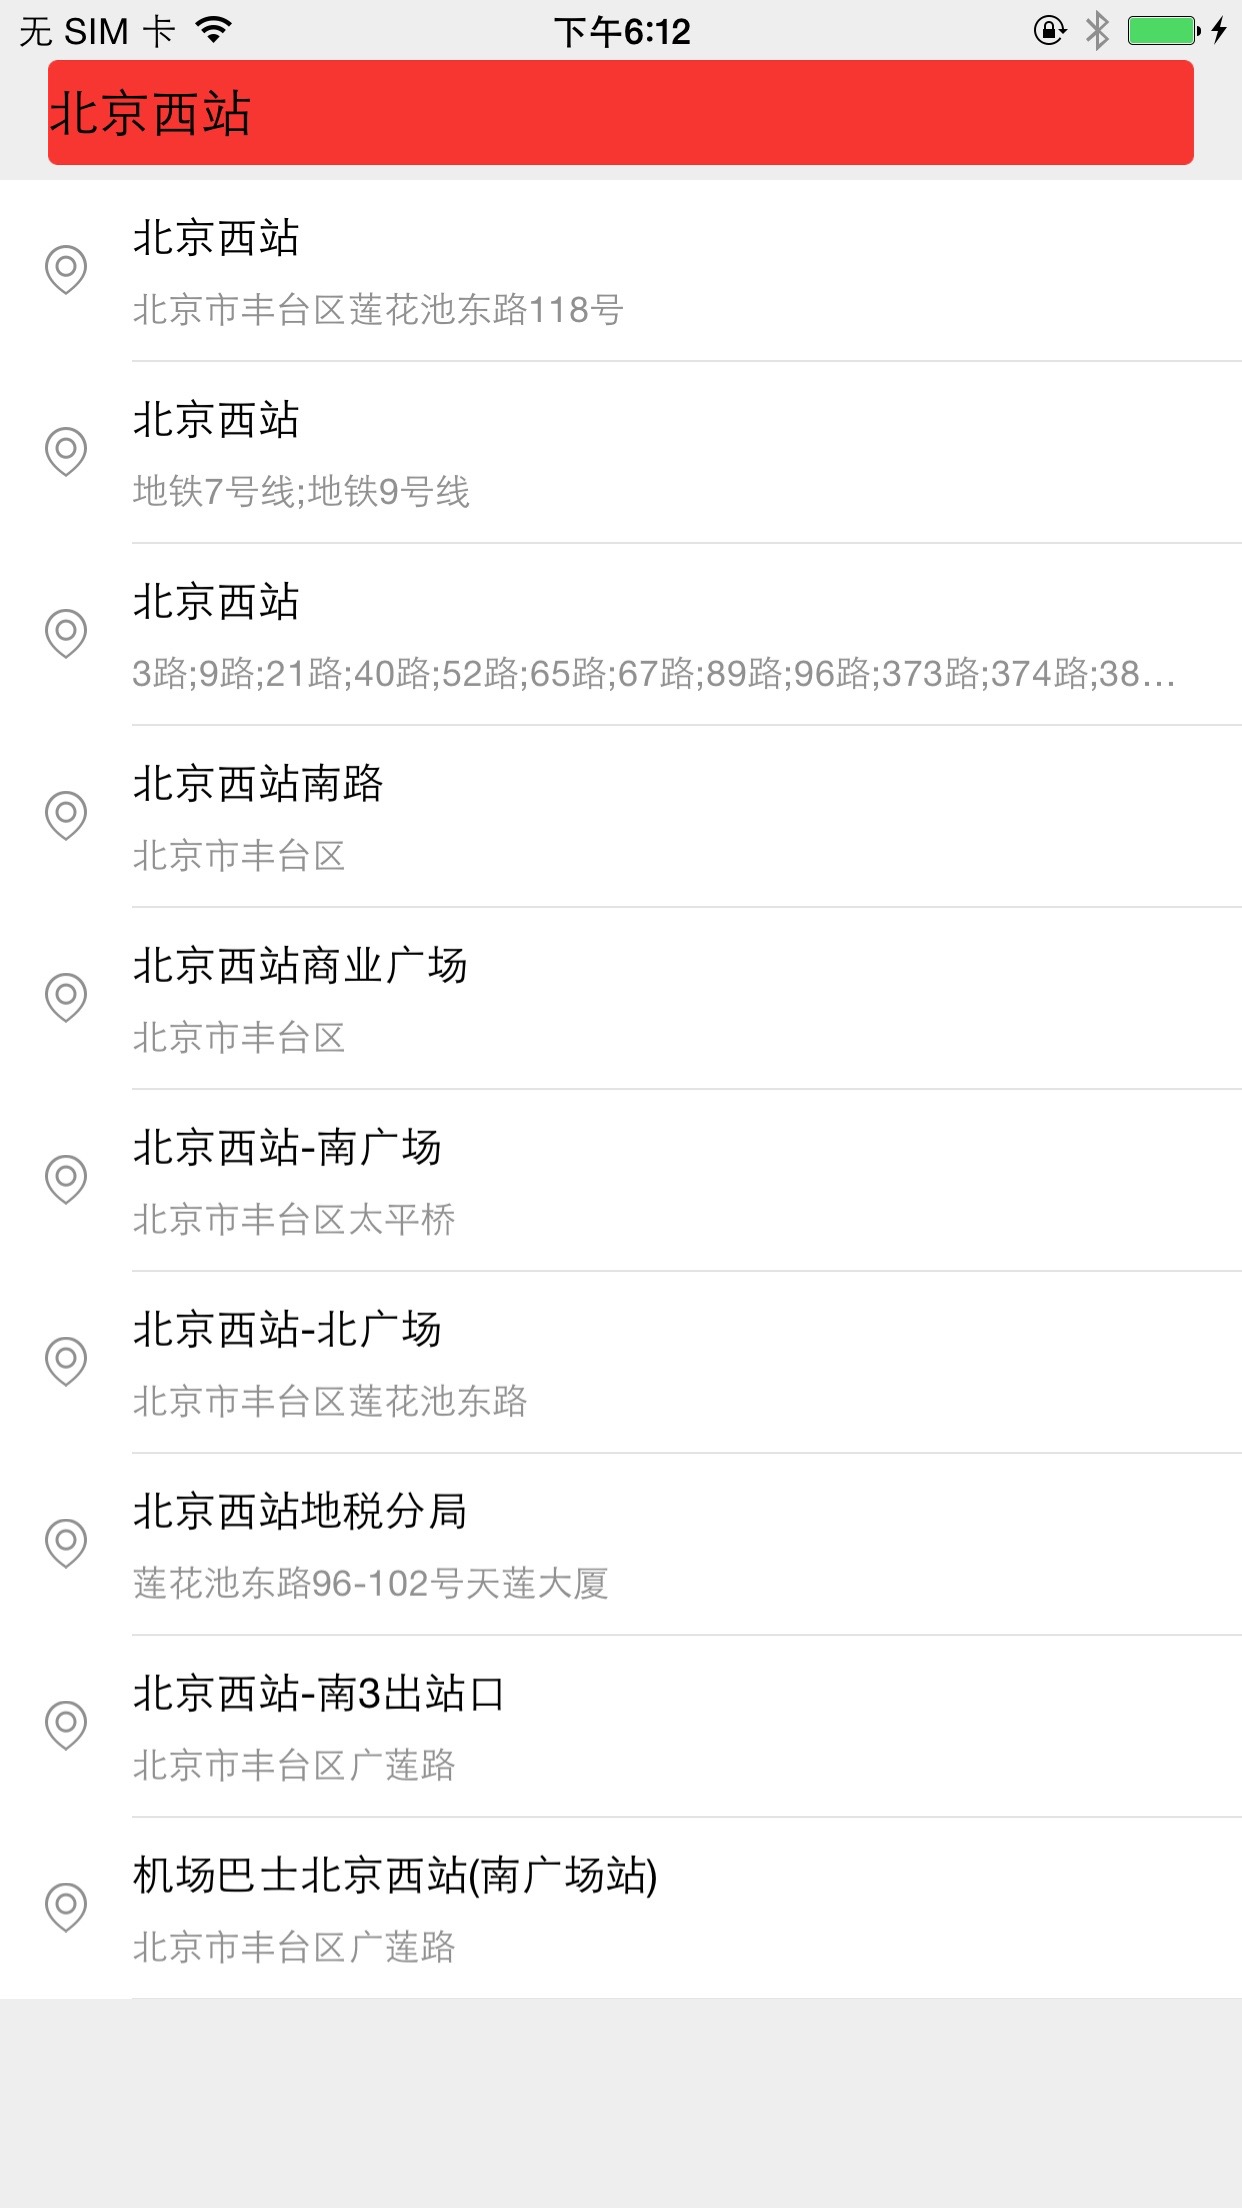 无 SIM 卡
下午6:12
北京西站
北京西站
北京市丰台区莲花池东路118号
北京西站
地铁7号线;地铁9号线
北京西站
3路;9路;21路;40路;52路;65路;67路;89路;96路;373路;374路;38...
北京西站南路
北京市丰台区
北京西站商业广场
北京市丰台区
北京西站-南广场
北京市丰台区太平桥
北京西站-北广场
北京市丰台区莲花池东路
北京西站地税分局
莲花池东路96-102号天莲大厦
北京西站-南3出站口
北京市丰台区广莲路
机场巴士北京西站(南广场站)
北京市丰台区广莲路